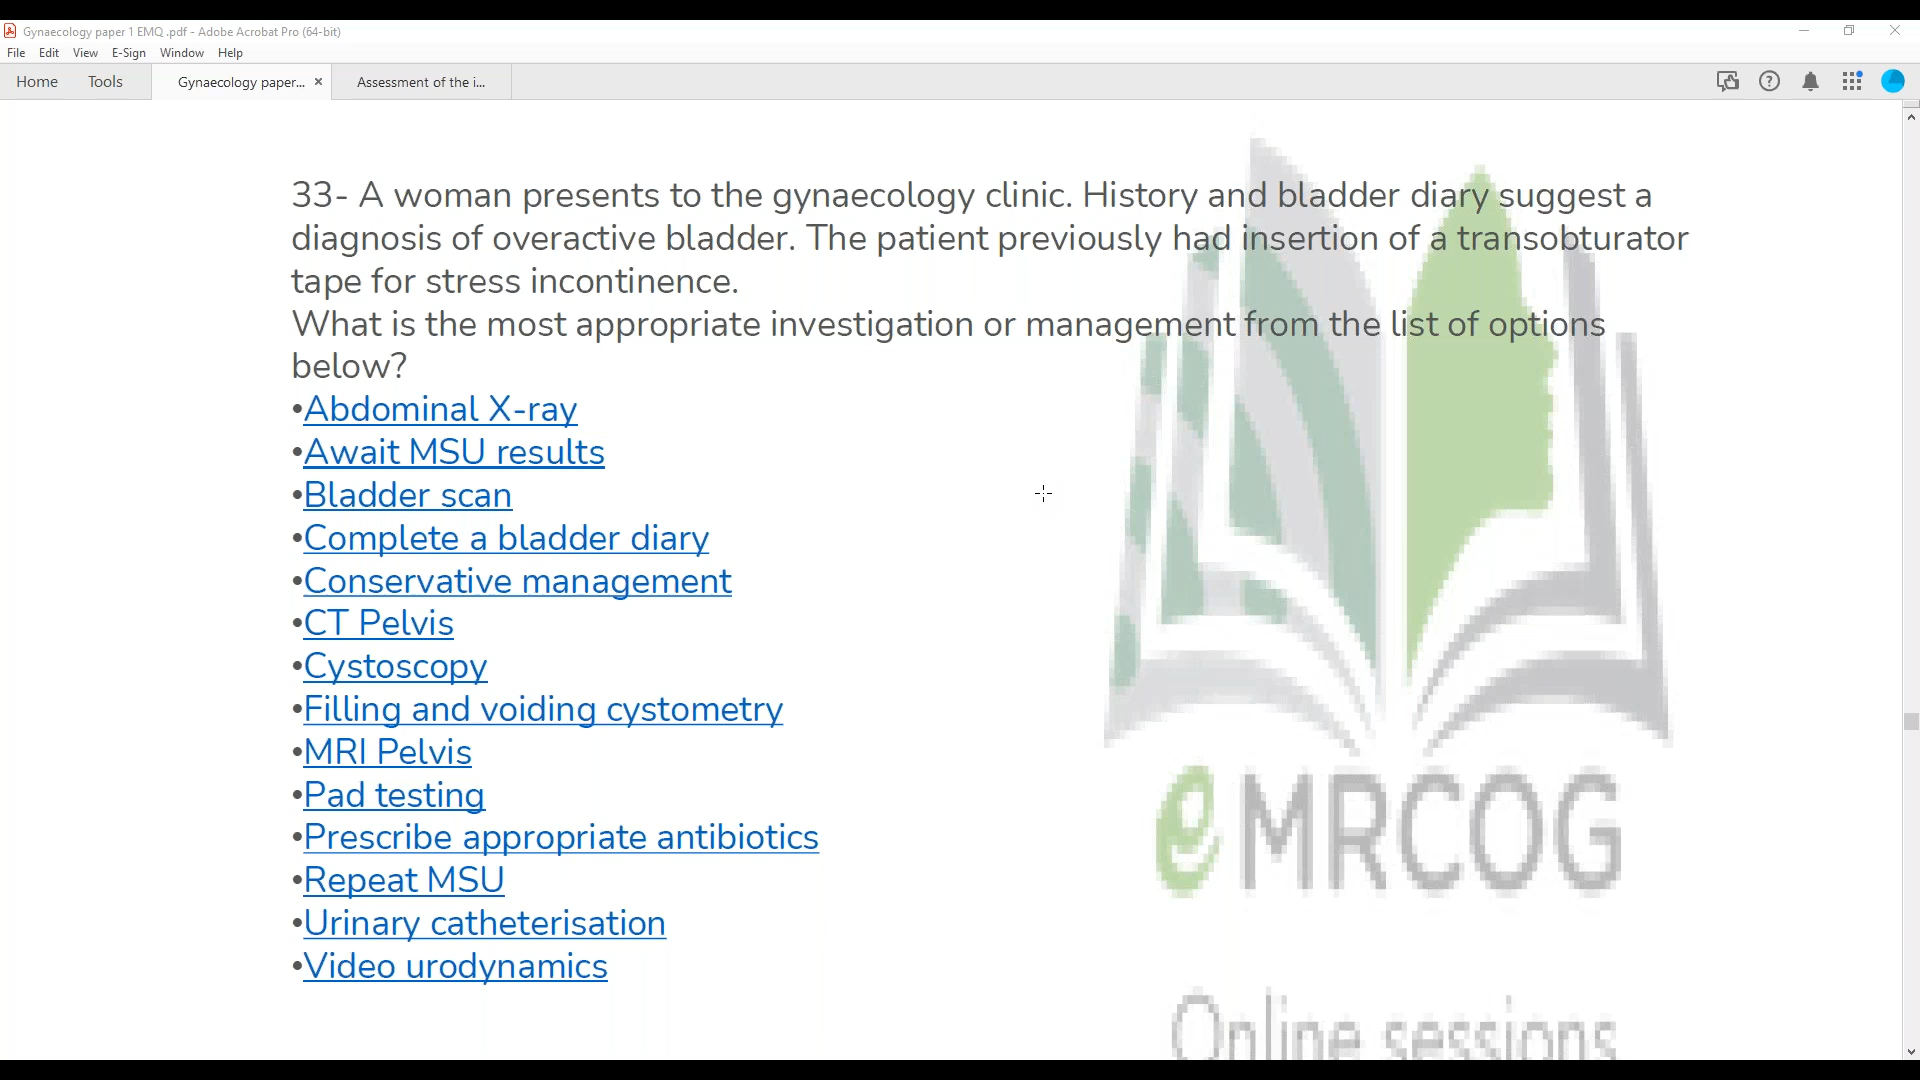 Gynaecology paper 1 EMQ .pdf - Adobe Acrobat Pro (64-bit)
File Edit View E-Sign Window Help
Home Tools Gynaecology paper... × Assessment of the i...
33- A woman presents to the gynaecology clinic. History and bladder diary suggest a
diagnosis of overactive bladder. The patient previously had insertion of a transobturator
tape for stress incontinence.
What is the most appropriate investigation or management from the list of options
below?
•Abdominal X-ray
•Await MSU results
•Bladder scan
•Complete a bladder diary
•Conservative management
•CT Pelvis
•Cystoscopy
•Filling and voiding cystometry
•MRI Pelvis
•Pad testing
•Prescribe appropriate antibiotics
•Repeat MSU
•Urinary catheterisation
•Video urodynamics
eMRCOG
Online sessions